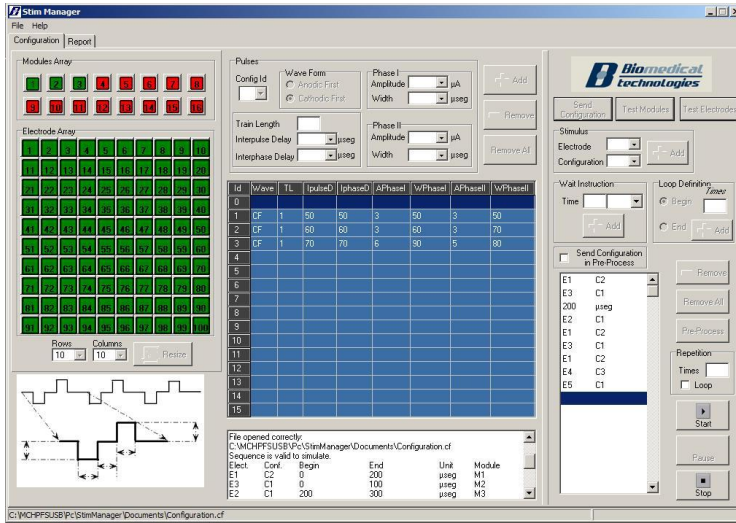 Stim Manager
File Help
Configuration Report
Modules Array
1 2 3 4 5 6 7 8
9 10 11 12 13 14 15 16
Electrode Array
1 2 3 4 5 6 7 8 9 10
11 12 13 14 15 16 17 18 19 20
21 22 23 24 25 26 27 28 29 30
31 32 33 34 35 36 37 38 39 40
41 42 43 44 45 46 47 48 49 50
51 52 53 54 55 56 57 58 59 60
61 62 63 64 65 66 67 68 69 70
71 72 73 74 75 76 77 78 79 80
81 82 83 84 85 86 87 88 89 90
91 92 93 94 95 96 97 98 99 100
Rows Columns
10 10 Resize
Pulses
Config Id
Wave Form
Anodic First
Cathodic First
Phase I
Amplitude µA
Width µseg
Train Length
Interpulse Delay µseg
Interphase Delay µseg
Phase II
Amplitude µA
Width µseg
Add
Remove
Remove All
Id Wave TL IpulseD IphaseD APhaseI WPhaseI APhaseII WPhaseII
0
1 CF 1 50 50 3 50 3 50
2 CF 1 60 60 3 60 3 70
3 CF 1 70 70 6 90 5 80
4
5
6
7
8
9
10
11
12
13
14
15
File opened correctly:
C:\MCHPFSUSB\Pc\StimManager\Documents\Configuration.cf
Sequence is valid to simulate.
Elect. Conf. Begin End Unit Module
E1 C2 0 200 µseg M1
E3 C1 0 100 µseg M2
E2 C1 200 300 µseg M3
Biomedical
technologies
Send Configuration
Test Modules
Test Electrodes
Stimulus
Electrode
Configuration
Add
Wait Instruction
Time
Add
Loop Definition
Times
Begin
End
Add
Send Configuration
in Pre-Process
E1 C2
E3 C1
200 µseg
E2 C1
E1 C2
E3 C1
E1 C2
E4 C3
E5 C1
Remove
Remove All
Pre-Process
Repetition
Times
Loop
Start
Pause
Stop
C:\MCHPFSUSB\Pc\StimManager\Documents\Configuration.cf